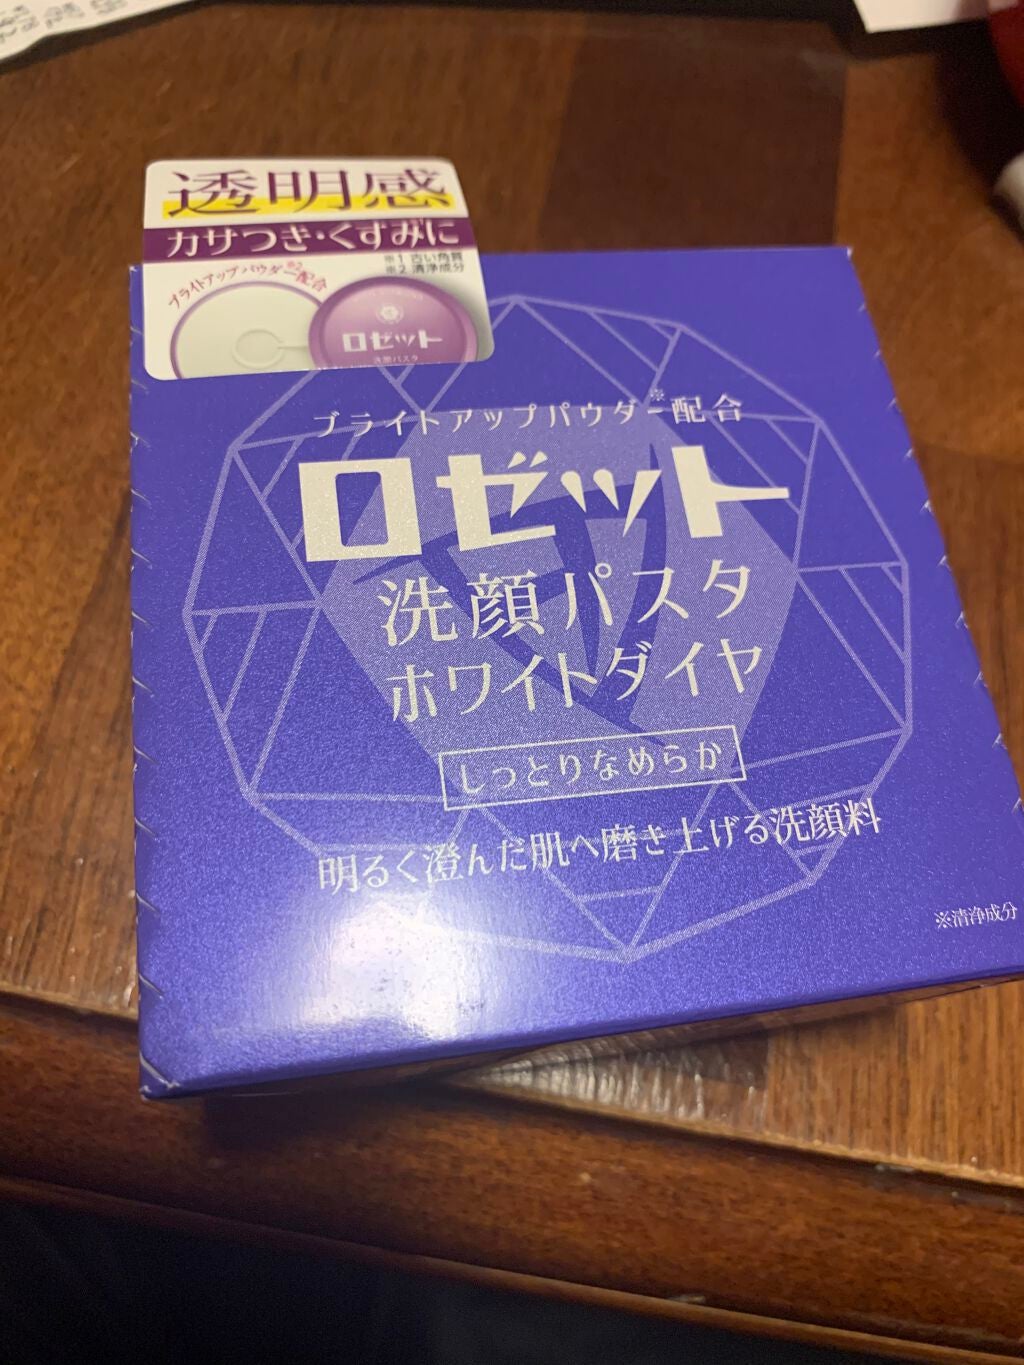 透明感
カサつき・くすみに
※1 古い角質
※2 清浄成分
ブライトアップパウダー※2配合
ロゼット
洗顔パスタ
ブライトアップパウダー※配合
ロゼット
洗顔パスタ
ホワイトダイヤ
しっとりなめらか
明るく澄んだ肌へ磨き上げる洗顔料
※清浄成分